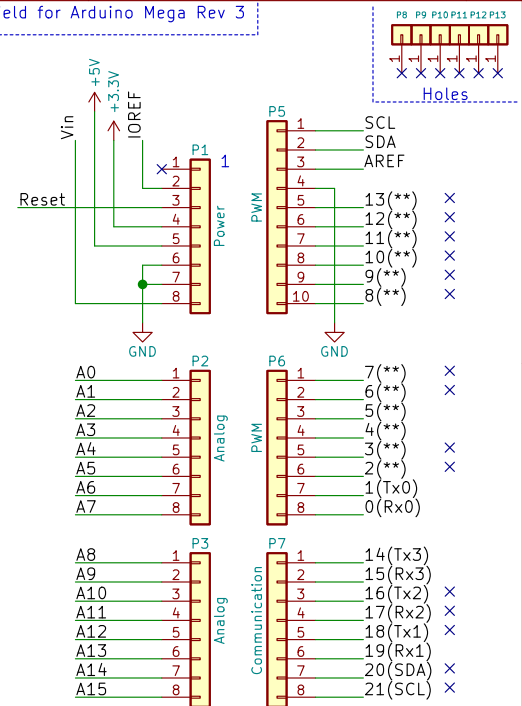 eld for Arduino Mega Rev 3
P8 P9 P10 P11 P12 P13
1 1 1 1 1 1
Holes
+5V
+3.3V
IOREF
Vin
Reset
P1
1
Power
1
2
3
4
5
6
7
8
GND
P5
PWM
1 SCL
2 SDA
3 AREF
4
5 13(**)
6 12(**)
7 11(**)
8 10(**)
9 9(**)
10 8(**)
GND
P2
Analog
A0 1
A1 2
A2 3
A3 4
A4 5
A5 6
A6 7
A7 8
P6
PWM
1 7(**)
2 6(**)
3 5(**)
4 4(**)
5 3(**)
6 2(**)
7 1(Tx0)
8 0(Rx0)
P3
Analog
A8 1
A9 2
A10 3
A11 4
A12 5
A13 6
A14 7
A15 8
P7
Communication
1 14(Tx3)
2 15(Rx3)
3 16(Tx2)
4 17(Rx2)
5 18(Tx1)
6 19(Rx1)
7 20(SDA)
8 21(SCL)